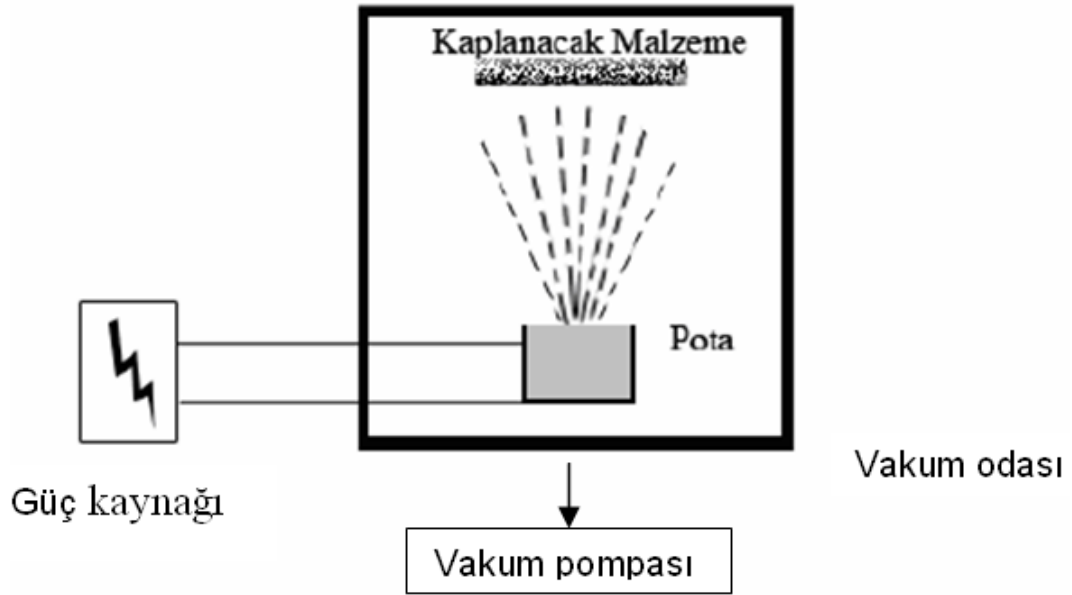 Kaplanacak Malzeme
Pota
Vakum odası
Güç kaynağı
Vakum pompası